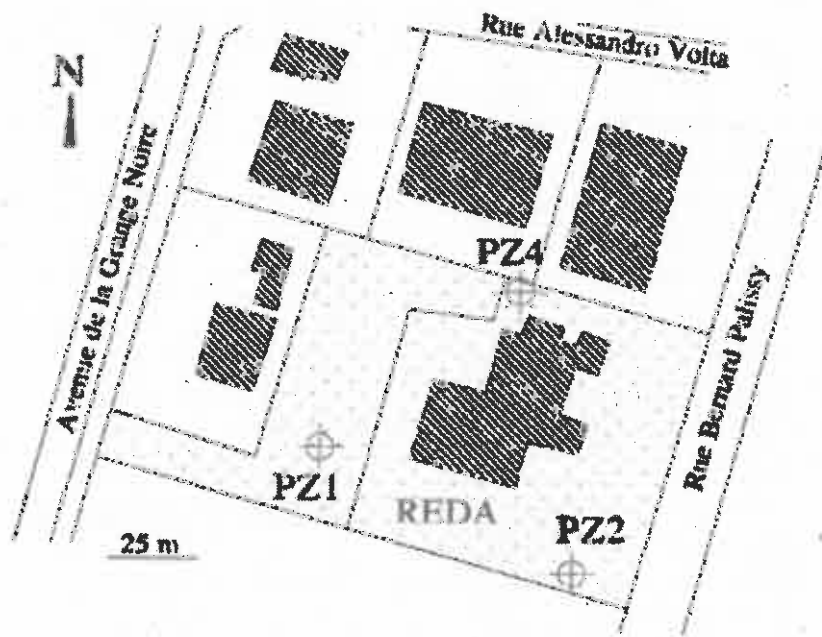 Rue Alessandro Volta
N
Avenue de la Grange Noire
PZ4
Rue Bernard Palissy
PZ1
REDA
PZ2
25 m